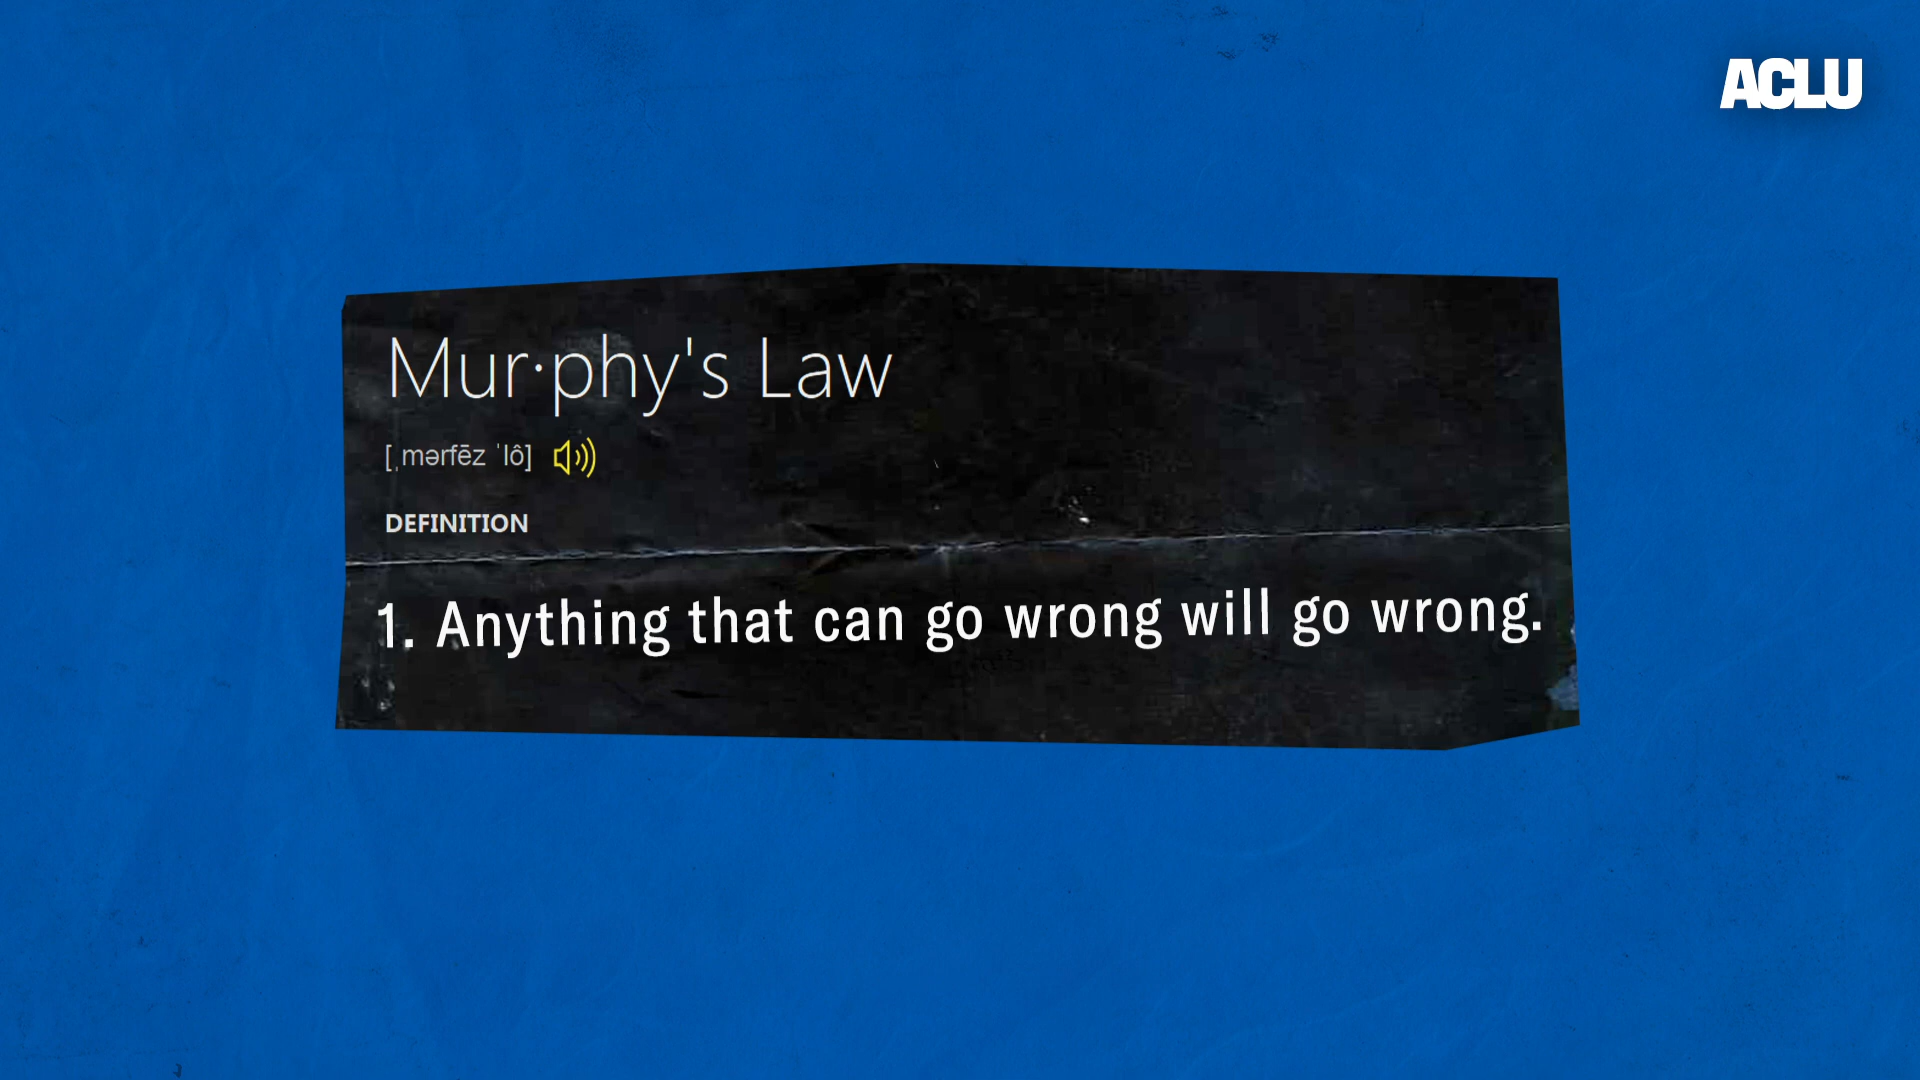 ACLU
Mur·phy's Law
[ˌmərfēz ˈlô]
DEFINITION
1. Anything that can go wrong will go wrong.